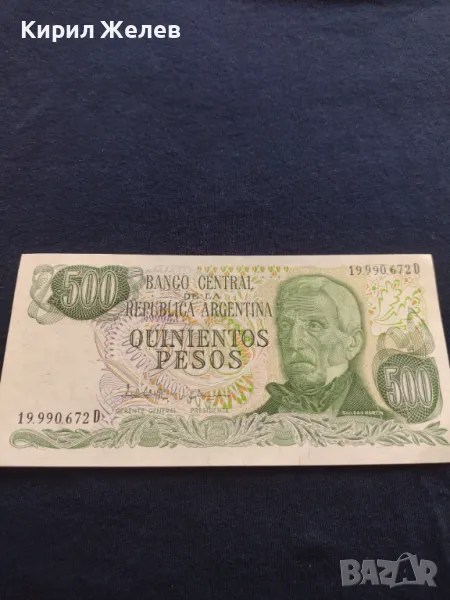 Кирил Желев
500
BANCO CENTRAL
DE LA
REPUBLICA ARGENTINA
QUINIENTOS
PESOS
19.990.672 D
GERENTE GENERAL PRESIDENTE
19.990.672 D
500
BAZAR